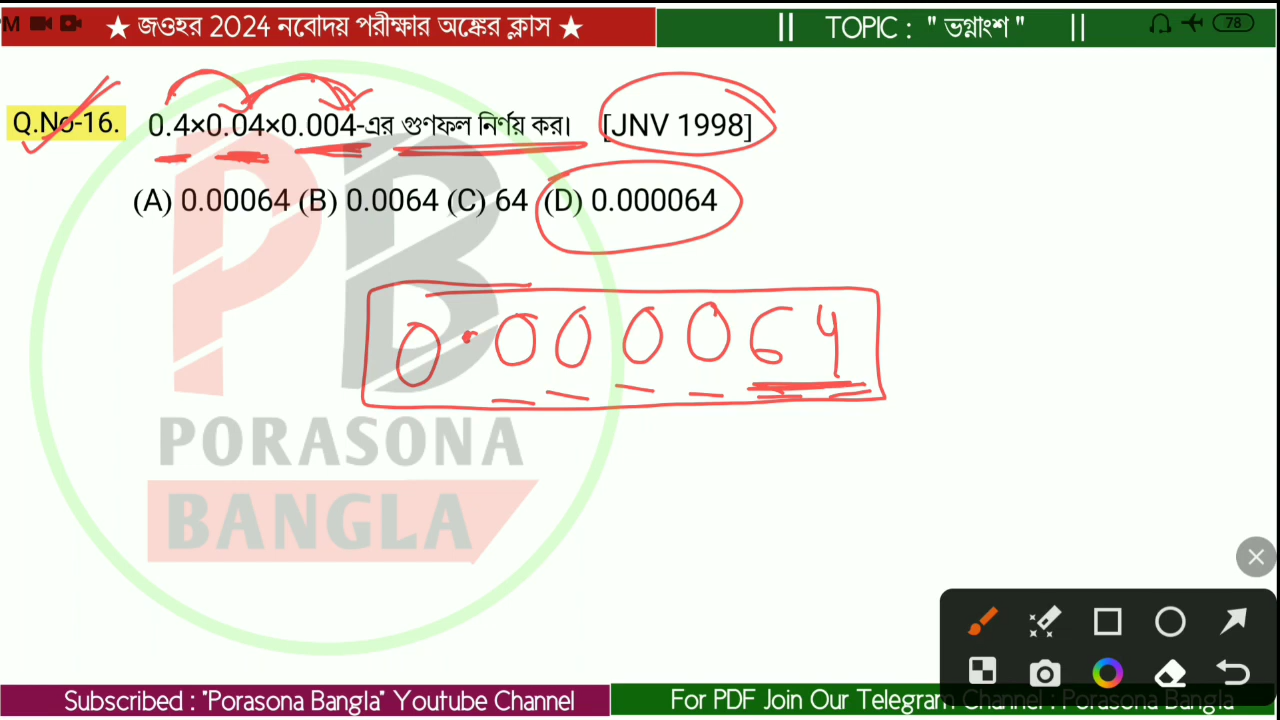 M
★ জওহর 2024 নবোদয় পরীক্ষার অঙ্কের ক্লাস ★
|| TOPIC : " ভগ্নাংশ " ||
78
Q.No-16. 0.4×0.04×0.004-এর গুণফল নির্ণয় কর। [JNV 1998]
(A) 0.00064 (B) 0.0064 (C) 64 (D) 0.000064
0.000064
PB
PORASONA
BANGLA
Subscribed : "Porasona Bangla" Youtube Channel
For PDF Join Our Telegram Channel : Porasona Bangla